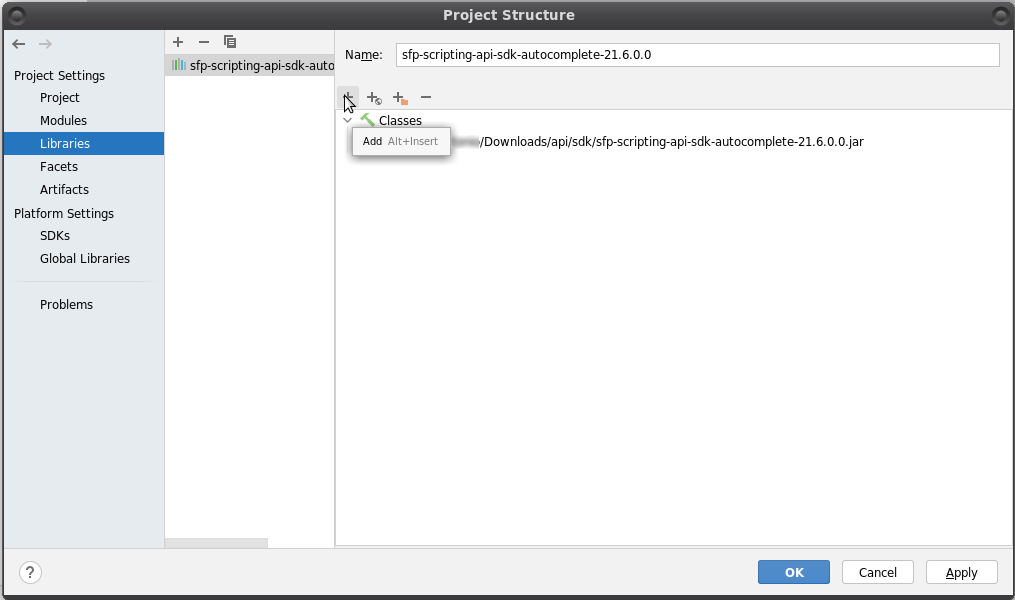 Project Structure
Project Settings
Project
Modules
Libraries
Facets
Artifacts
Platform Settings
SDKs
Global Libraries
Problems
sfp-scripting-api-sdk-auto
Name: sfp-scripting-api-sdk-autocomplete-21.6.0.0
Classes
Add Alt+Insert
/Downloads/api/sdk/sfp-scripting-api-sdk-autocomplete-21.6.0.0.jar
?
OK Cancel Apply